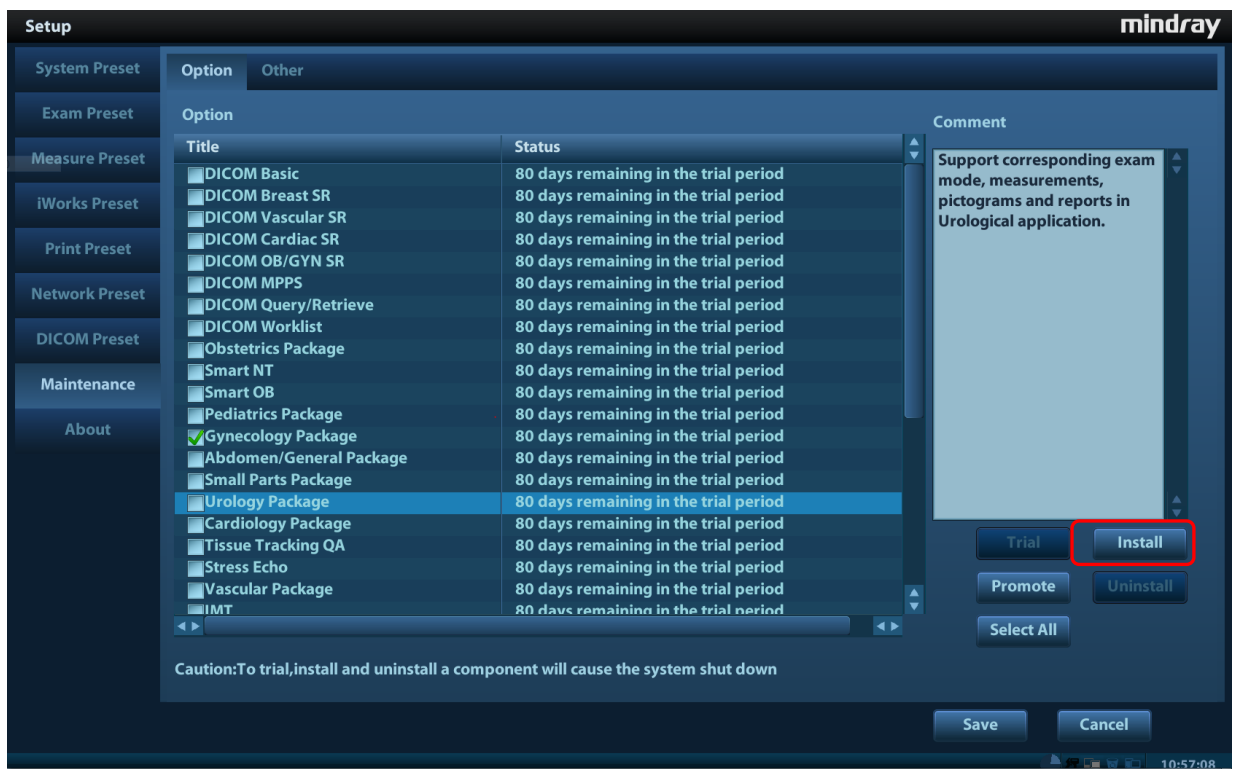 Setup
mindray
System Preset
Exam Preset
Measure Preset
iWorks Preset
Print Preset
Network Preset
DICOM Preset
Maintenance
About
Option Other
Option
Title Status
DICOM Basic 80 days remaining in the trial period
DICOM Breast SR 80 days remaining in the trial period
DICOM Vascular SR 80 days remaining in the trial period
DICOM Cardiac SR 80 days remaining in the trial period
DICOM OB/GYN SR 80 days remaining in the trial period
DICOM MPPS 80 days remaining in the trial period
DICOM Query/Retrieve 80 days remaining in the trial period
DICOM Worklist 80 days remaining in the trial period
Obstetrics Package 80 days remaining in the trial period
Smart NT 80 days remaining in the trial period
Smart OB 80 days remaining in the trial period
Pediatrics Package 80 days remaining in the trial period
Gynecology Package 80 days remaining in the trial period
Abdomen/General Package 80 days remaining in the trial period
Small Parts Package 80 days remaining in the trial period
Urology Package 80 days remaining in the trial period
Cardiology Package 80 days remaining in the trial period
Tissue Tracking QA 80 days remaining in the trial period
Stress Echo 80 days remaining in the trial period
Vascular Package 80 days remaining in the trial period
IMT 80 days remaining in the trial period
Caution:To trial,install and uninstall a component will cause the system shut down
Comment
Support corresponding exam
mode, measurements,
pictograms and reports in
Urological application.
Trial Install
Promote Uninstall
Select All
Save Cancel
10:57:08